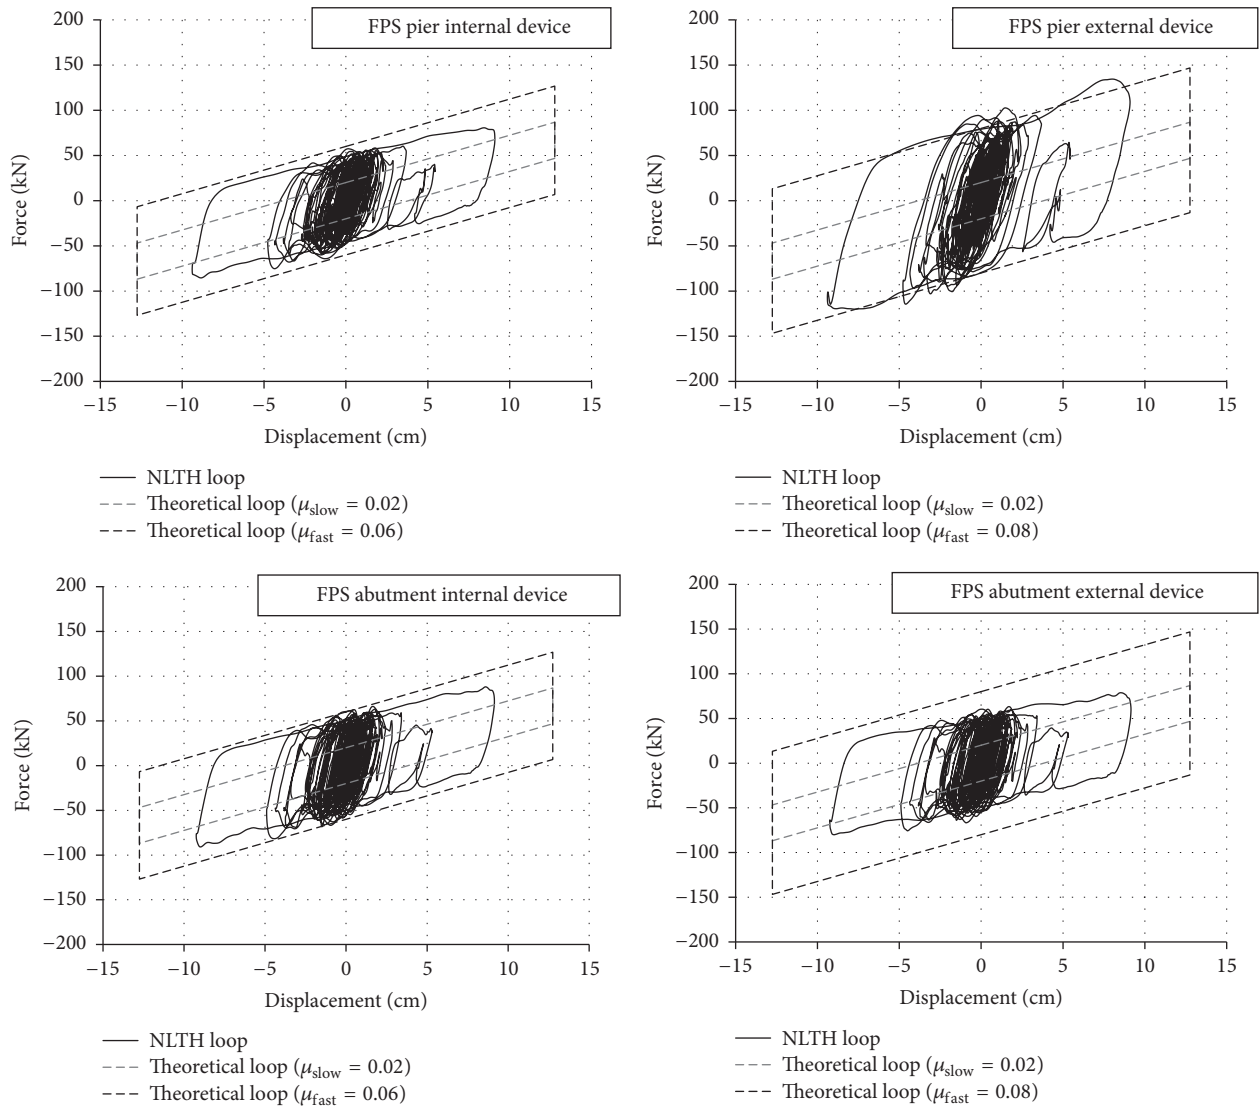 FPS pier internal device
200
150
100
50
0
−50
−100
−150
−200
Force (kN)
−15 −10 −5 0 5 10 15
Displacement (cm)
NLTH loop
Theoretical loop (μslow = 0.02)
Theoretical loop (μfast = 0.06)
FPS pier external device
200
150
100
50
0
−50
−100
−150
−200
Force (kN)
−15 −10 −5 0 5 10 15
Displacement (cm)
NLTH loop
Theoretical loop (μslow = 0.02)
Theoretical loop (μfast = 0.08)
FPS abutment internal device
200
150
100
50
0
−50
−100
−150
−200
Force (kN)
−15 −10 −5 0 5 10 15
Displacement (cm)
NLTH loop
Theoretical loop (μslow = 0.02)
Theoretical loop (μfast = 0.06)
FPS abutment external device
200
150
100
50
0
−50
−100
−150
−200
Force (kN)
−15 −10 −5 0 5 10 15
Displacement (cm)
NLTH loop
Theoretical loop (μslow = 0.02)
Theoretical loop (μfast = 0.08)